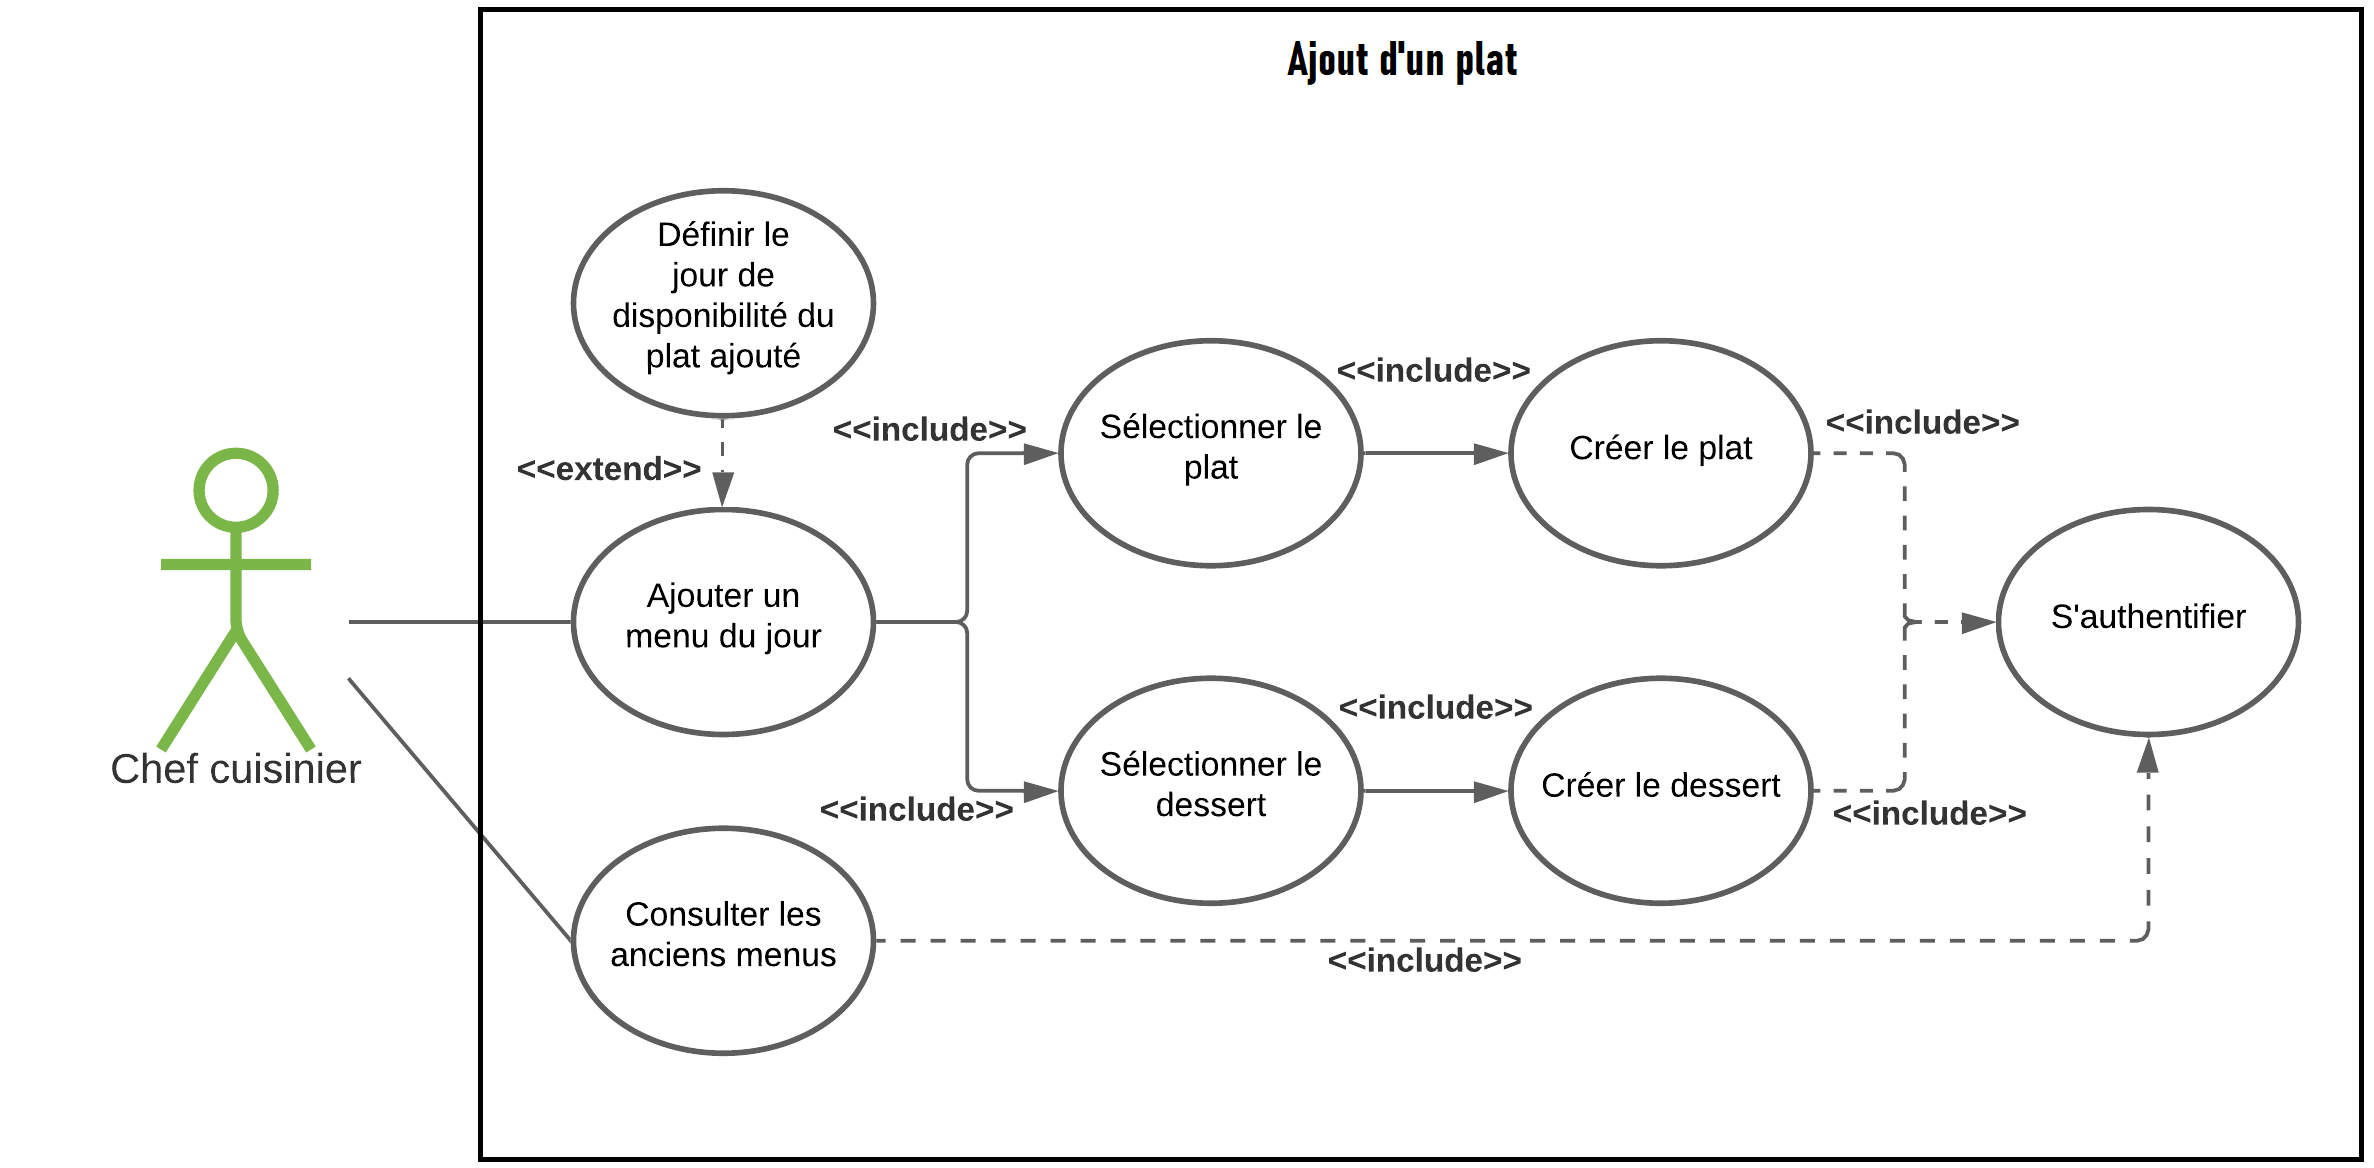 Ajout d'un plat
Définir le
jour de
disponibilité du
plat ajouté
<<extend>>
<<include>>
Sélectionner le
plat
<<include>>
Créer le plat
<<include>>
Chef cuisinier
Ajouter un
menu du jour
S'authentifier
<<include>>
Sélectionner le
dessert
<<include>>
Créer le dessert
<<include>>
Consulter les
anciens menus
<<include>>